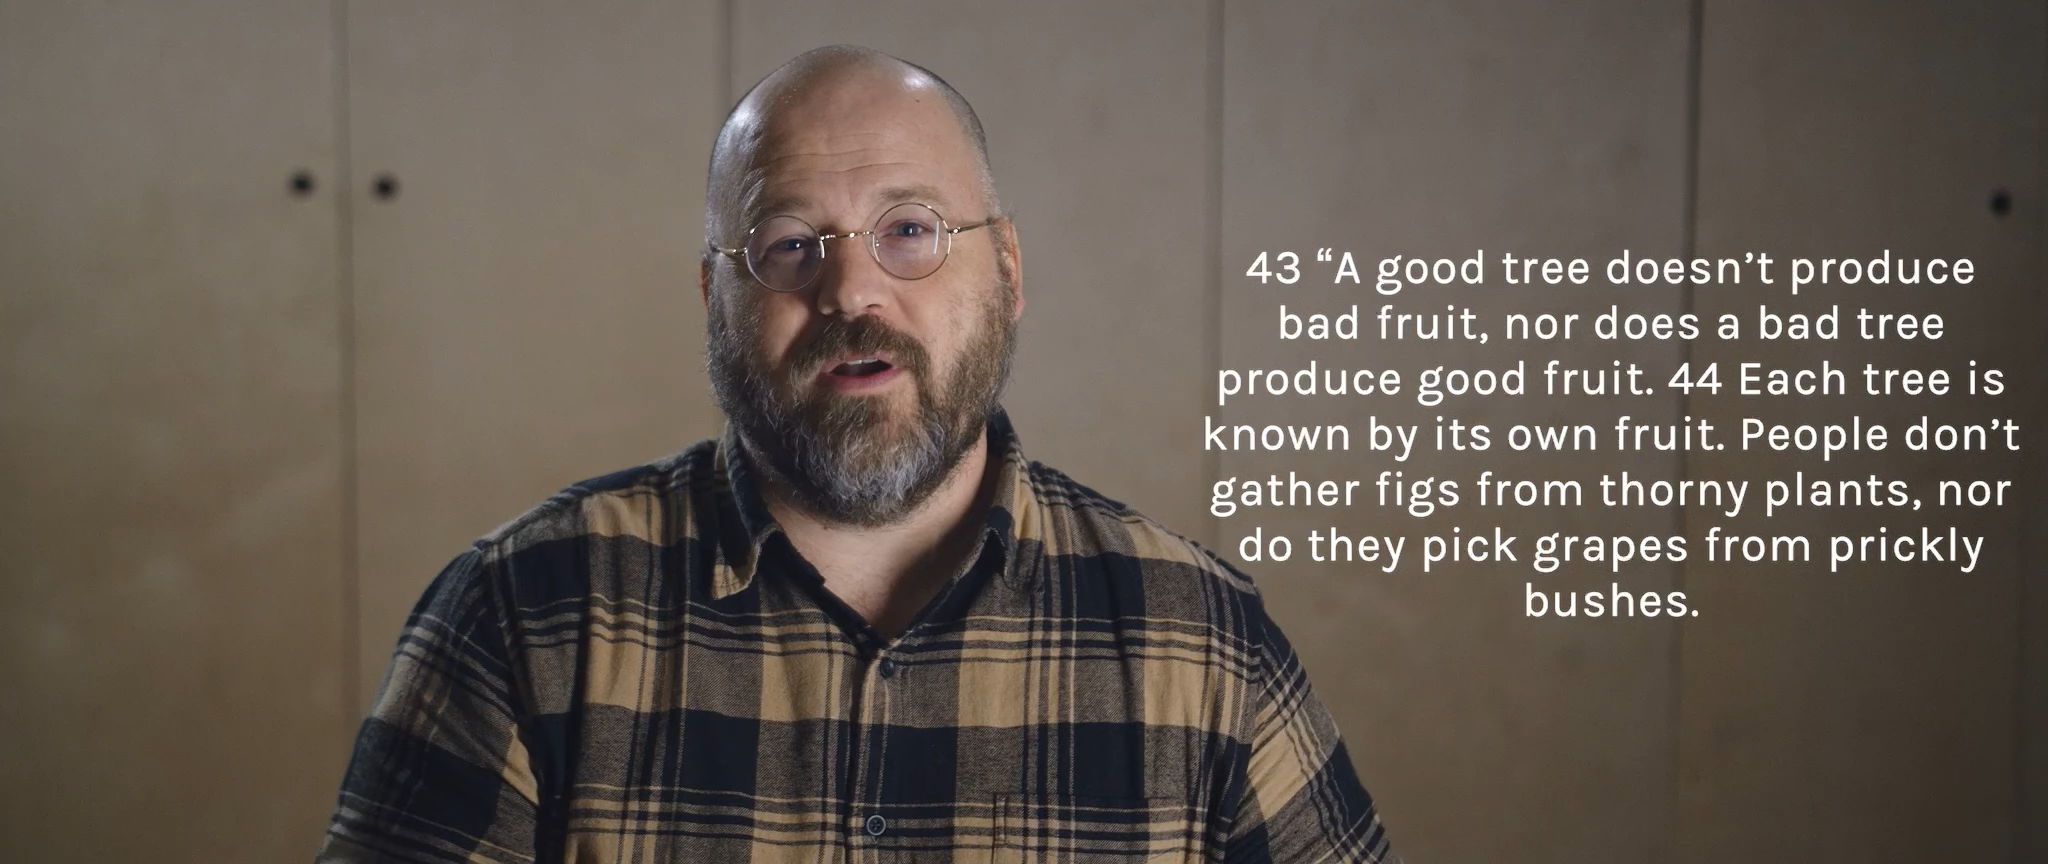 43 “A good tree doesn’t produce
bad fruit, nor does a bad tree
produce good fruit. 44 Each tree is
known by its own fruit. People don’t
gather figs from thorny plants, nor
do they pick grapes from prickly
bushes.